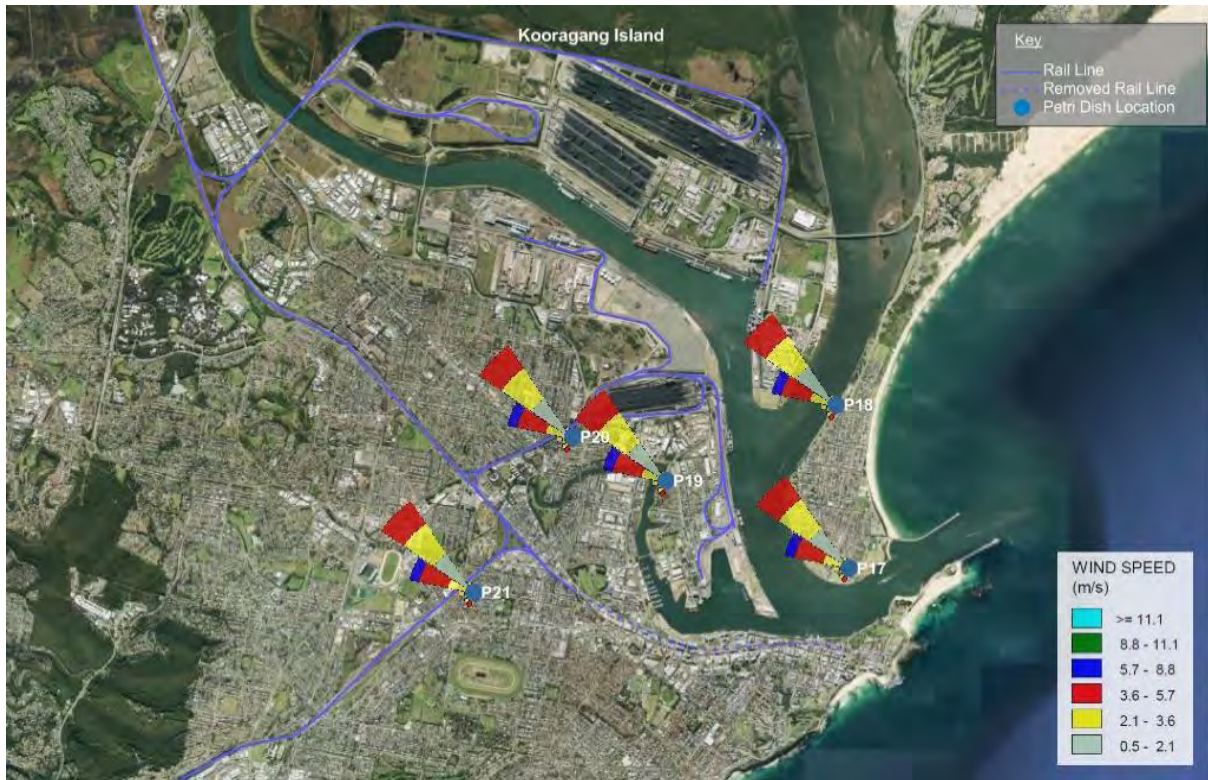 Kooragang Island
Key
Rail Line
Removed Rail Line
Petri Dish Location
P18
P20
P19
P17
P21
WIND SPEED
(m/s)
>= 11.1
8.8 - 11.1
5.7 - 8.8
3.6 - 5.7
2.1 - 3.6
0.5 - 2.1